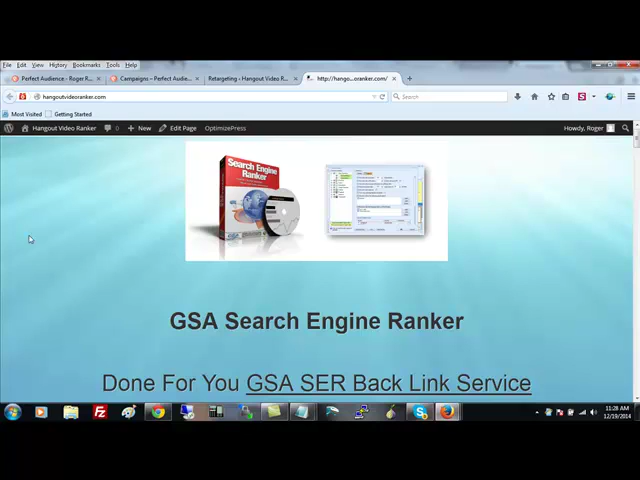 File Edit View History Bookmarks Tools Help
Perfect Audience - Roger R...
Campaigns – Perfect Audie...
Retargeting ‹ Hangout Video R...
http://hango...oranker.com/
hangoutvideoranker.com
Search
Most Visited Getting Started
Hangout Video Ranker 0 New Edit Page OptimizePress Howdy, Roger
Search Engine
Ranker
GSA Search Engine Ranker
Done For You GSA SER Back Link Service
11:28 AM
12/19/2014